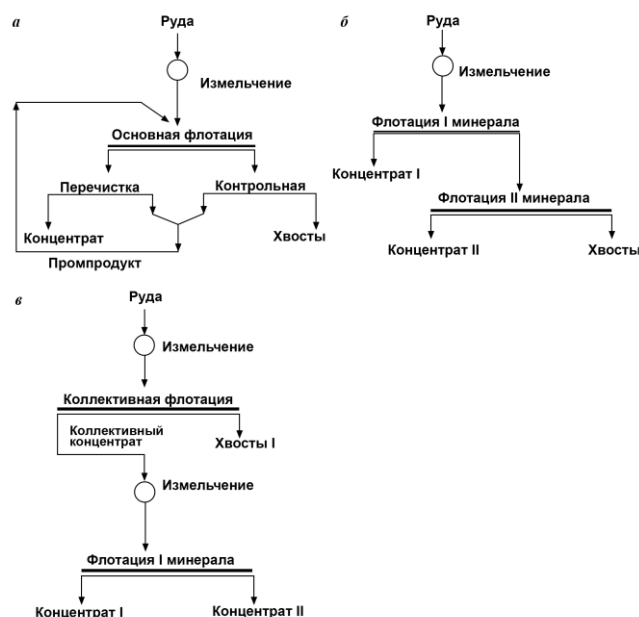 а
Руда
Измельчение
Основная флотация
Перечистка
Контрольная
Концентрат
Хвосты
Промпродукт
б
Руда
Измельчение
Флотация I минерала
Концентрат I
Флотация II минерала
Концентрат II
Хвосты
в
Руда
Измельчение
Коллективная флотация
Коллективный
концентрат
Хвосты I
Измельчение
Флотация I минерала
Концентрат I
Концентрат II